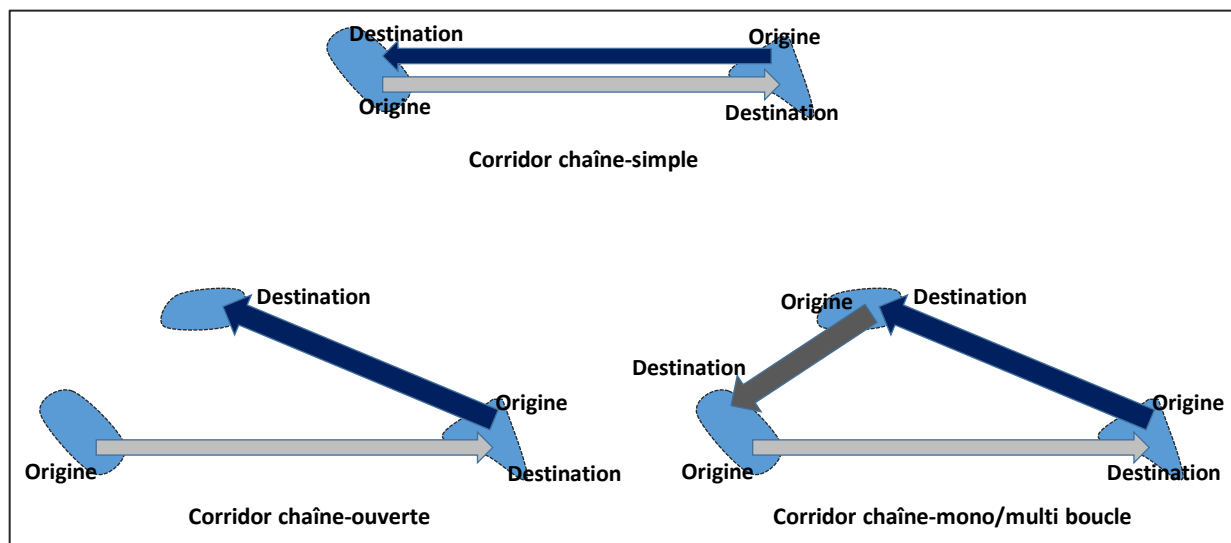 Destination
Origine
Origine
Destination
Corridor chaîne-simple
Destination
Origine
Origine
Destination
Corridor chaîne-ouverte
Origine
Destination
Destination
Origine
Origine
Destination
Corridor chaîne-mono/multi boucle